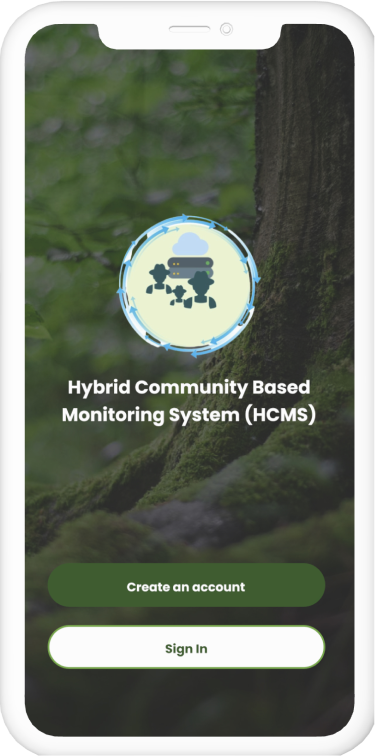 Hybrid Community Based
Monitoring System (HCMS)
Create an account
Sign In